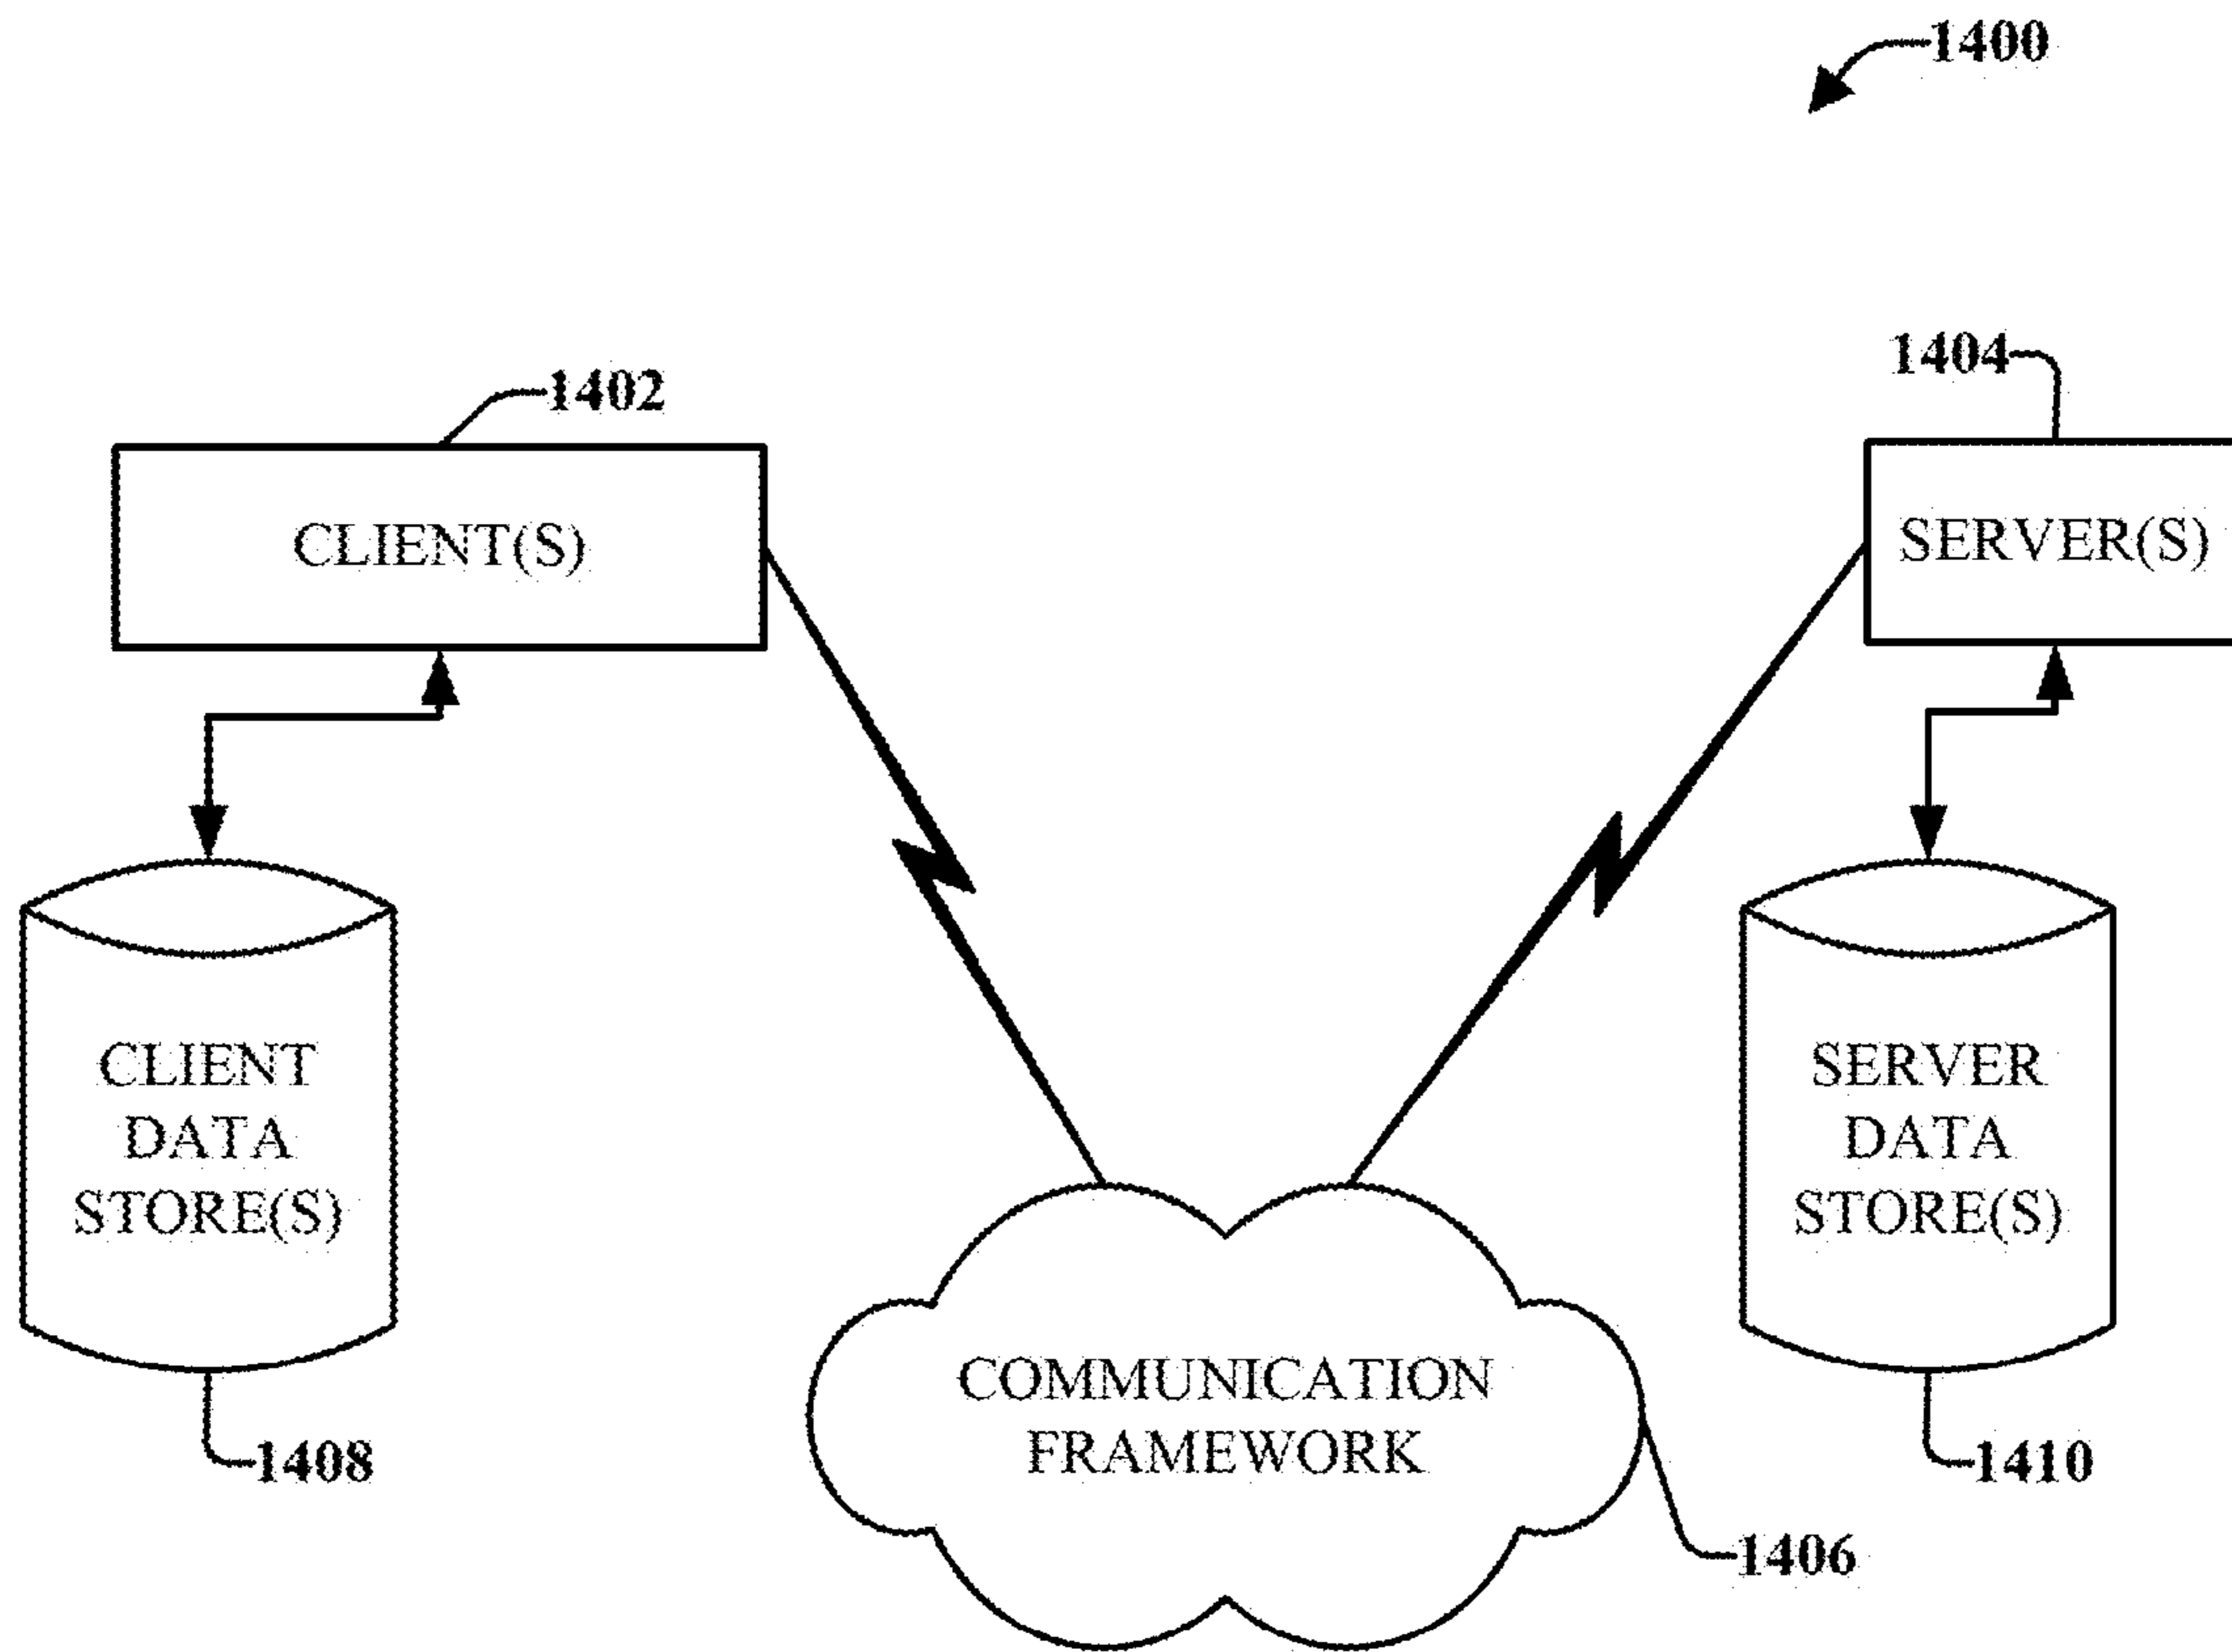 1400
1402
1404
CLIENT(S)
SERVER(S)
CLIENT
DATA
STORE(S)
SERVER
DATA
STORE(S)
COMMUNICATION
FRAMEWORK
1408
1410
1406